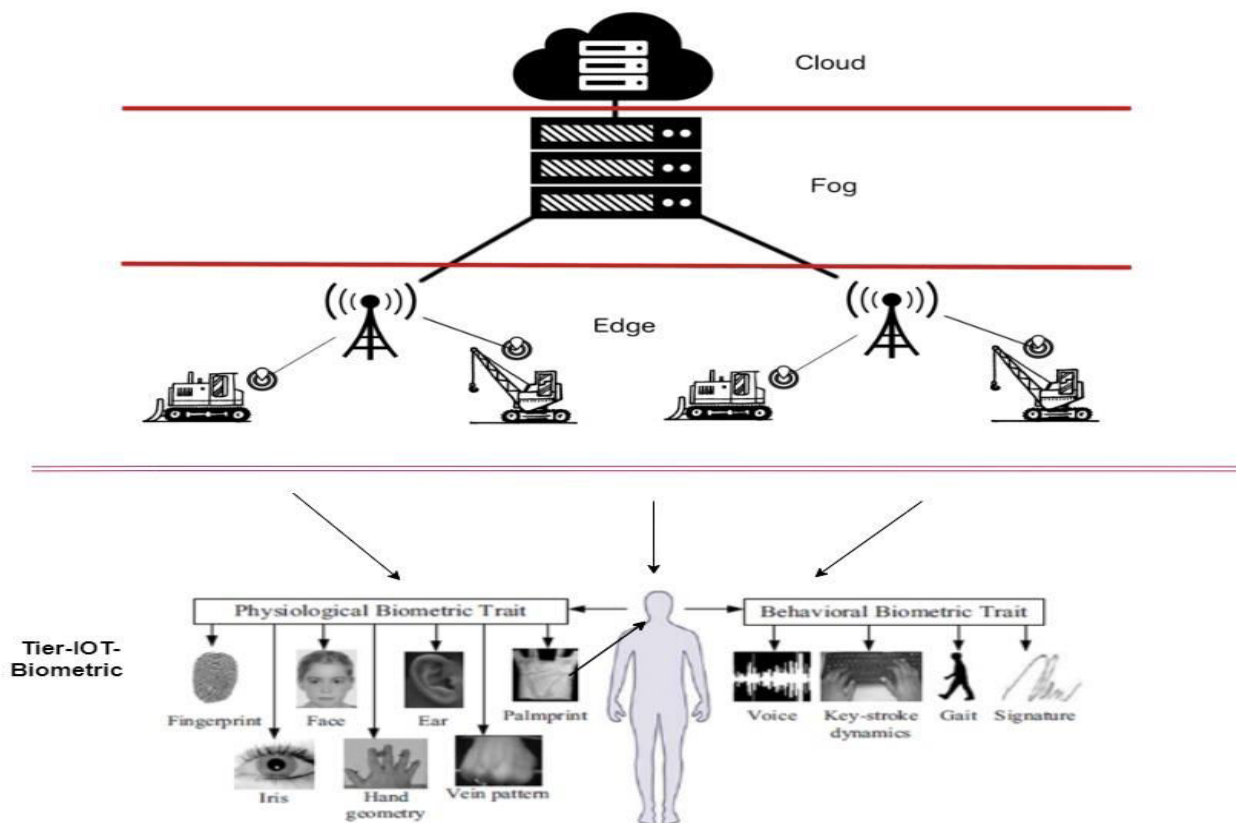 Cloud
Fog
Edge
Physiological Biometric Trait
Behavioral Biometric Trait
Tier-IOT-
Biometric
Fingerprint
Face
Ear
Palmprint
Voice
Key-stroke
dynamics
Gait
Signature
Iris
Hand
geometry
Vein pattern